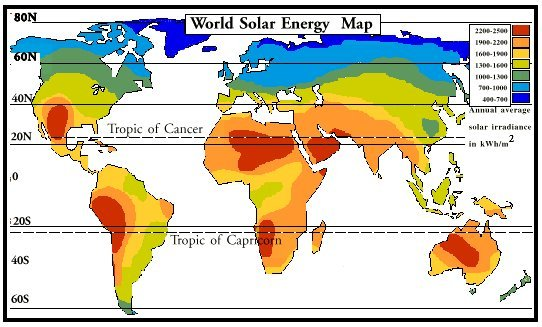 80N
World Solar Energy Map
2200-2500
1900-2200
1600-1900
1300-1600
1000-1300
700-1000
400-700
60N
40N
Annual average
solar irradiance
in kWh/m2
Tropic of Cancer
20N
0
20S
Tropic of Capricorn
40S
60S